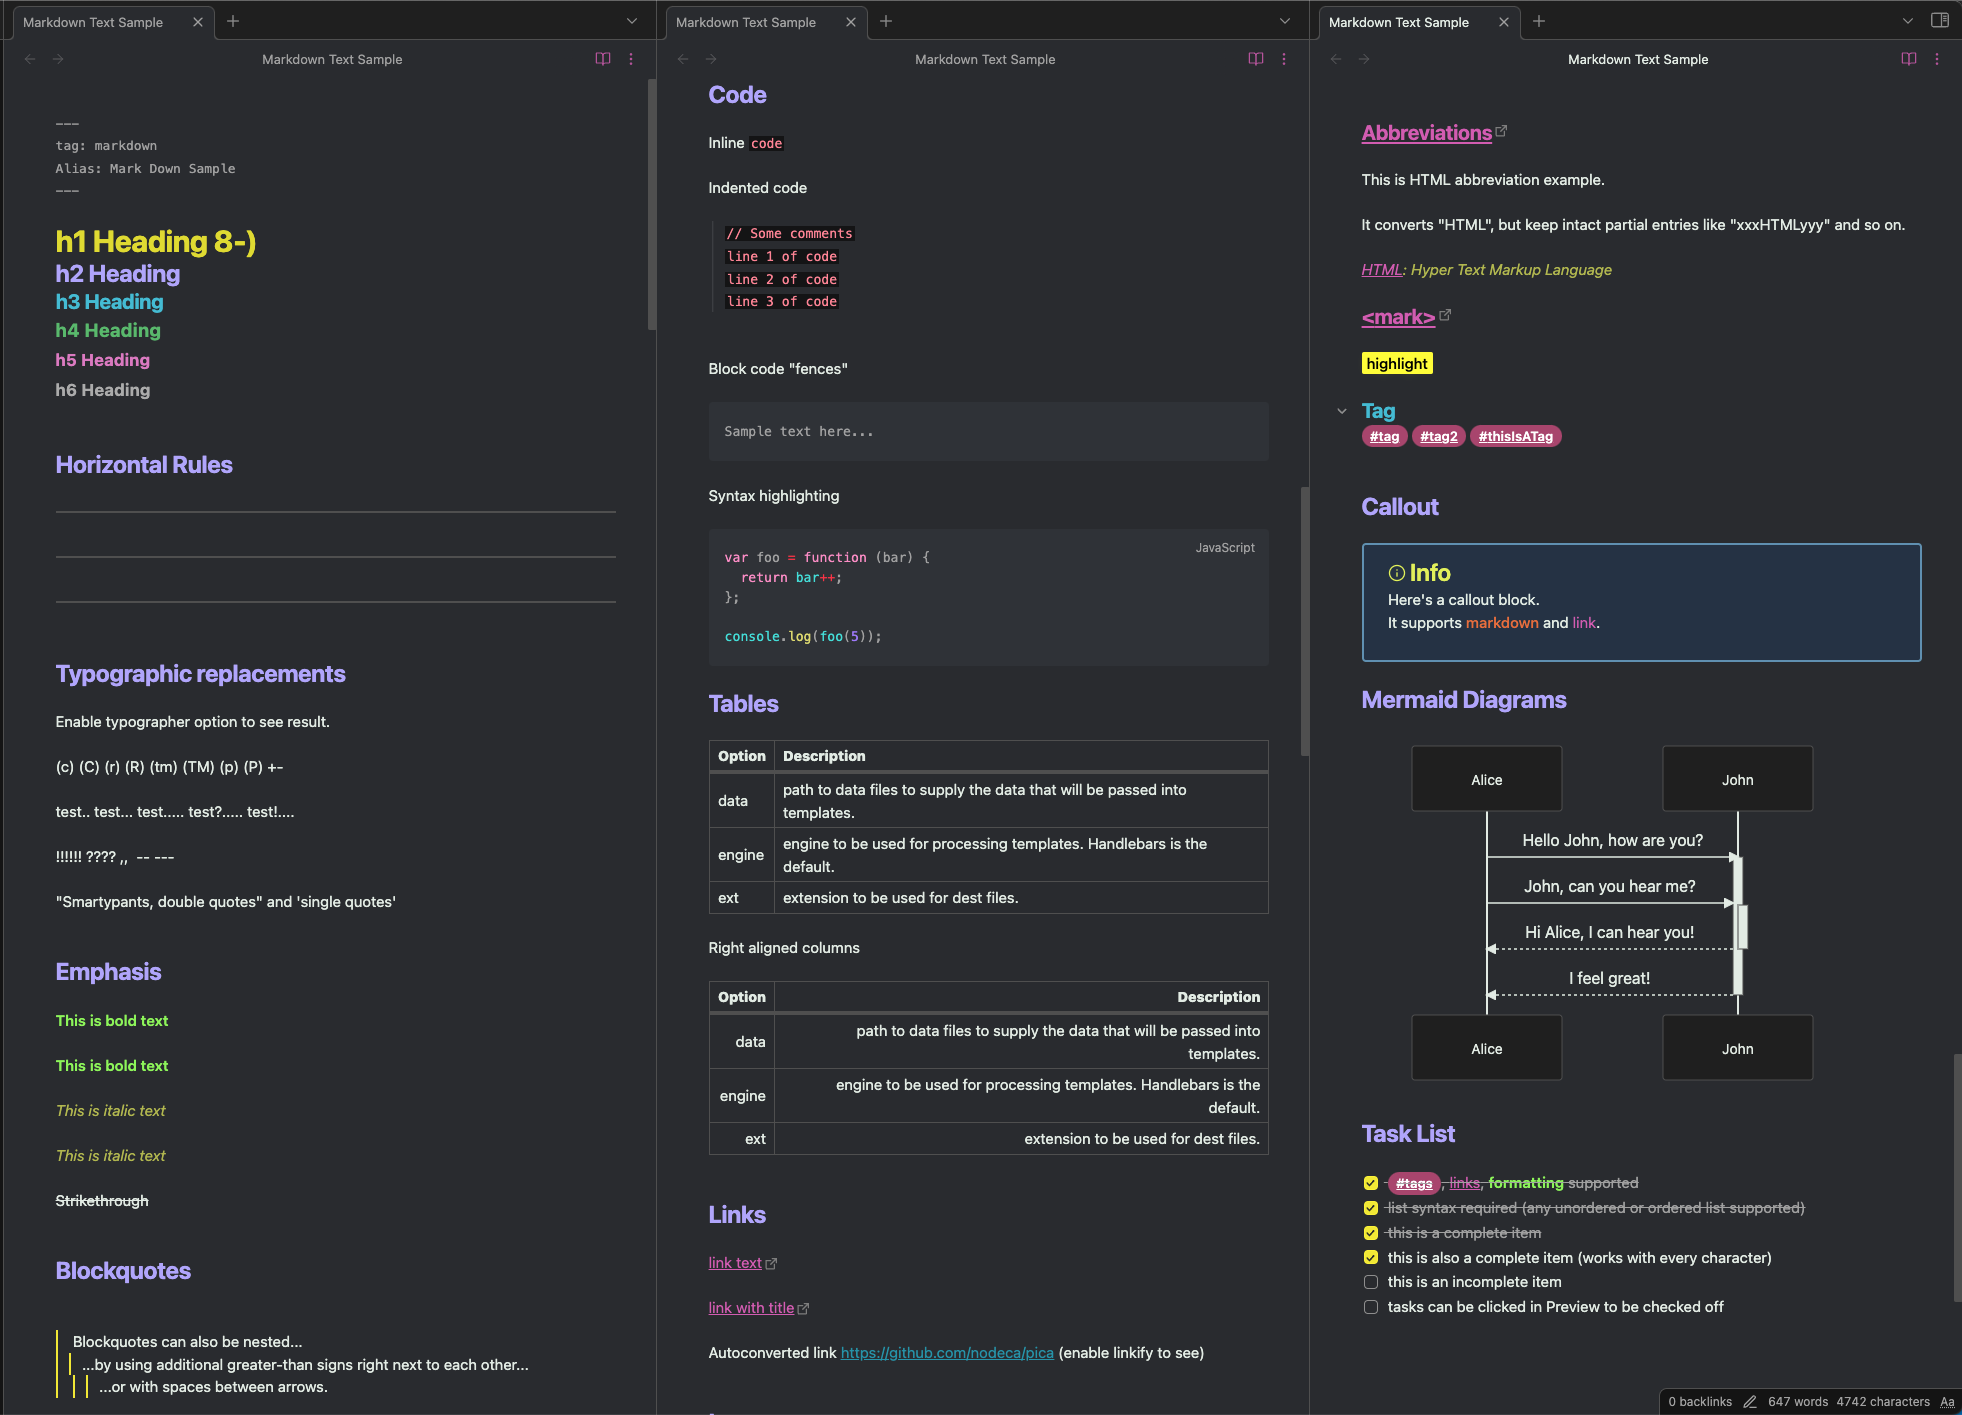 Markdown Text Sample
Markdown Text Sample
---
tag: markdown
Alias: Mark Down Sample
---
h1 Heading 8-)
h2 Heading
h3 Heading
h4 Heading
h5 Heading
h6 Heading
Horizontal Rules
Typographic replacements
Enable typographer option to see result.
(c) (C) (r) (R) (tm) (TM) (p) (P) +-
test.. test... test..... test?..... test!....
!!!!!! ???? ,, -- ---
"Smartypants, double quotes" and 'single quotes'
Emphasis
This is bold text
This is bold text
This is italic text
This is italic text
Strikethrough
Blockquotes
Blockquotes can also be nested...
...by using additional greater-than signs right next to each other...
...or with spaces between arrows.
Markdown Text Sample
Markdown Text Sample
Code
Inline code
Indented code
// Some comments
line 1 of code
line 2 of code
line 3 of code
Block code "fences"
Sample text here...
Syntax highlighting
JavaScript
var foo = function (bar) {
  return bar++;
};
console.log(foo(5));
Tables
Option Description
data path to data files to supply the data that will be passed into
templates.
engine engine to be used for processing templates. Handlebars is the
default.
ext extension to be used for dest files.
Right aligned columns
Option Description
data path to data files to supply the data that will be passed into
templates.
engine engine to be used for processing templates. Handlebars is the
default.
ext extension to be used for dest files.
Links
link text
link with title
Autoconverted link https://github.com/nodeca/pica (enable linkify to see)
Markdown Text Sample
Markdown Text Sample
Abbreviations
This is HTML abbreviation example.
It converts "HTML", but keep intact partial entries like "xxxHTMLyyy" and so on.
HTML: Hyper Text Markup Language
<mark>
highlight
Tag
#tag #tag2 #thisIsATag
Callout
Info
Here's a callout block.
It supports markdown and link.
Mermaid Diagrams
Alice John
Hello John, how are you?
John, can you hear me?
Hi Alice, I can hear you!
I feel great!
Alice John
Task List
#tags, links, formatting supported
list syntax required (any unordered or ordered list supported)
this is a complete item
this is also a complete item (works with every character)
this is an incomplete item
tasks can be clicked in Preview to be checked off
0 backlinks 647 words 4742 characters Aa